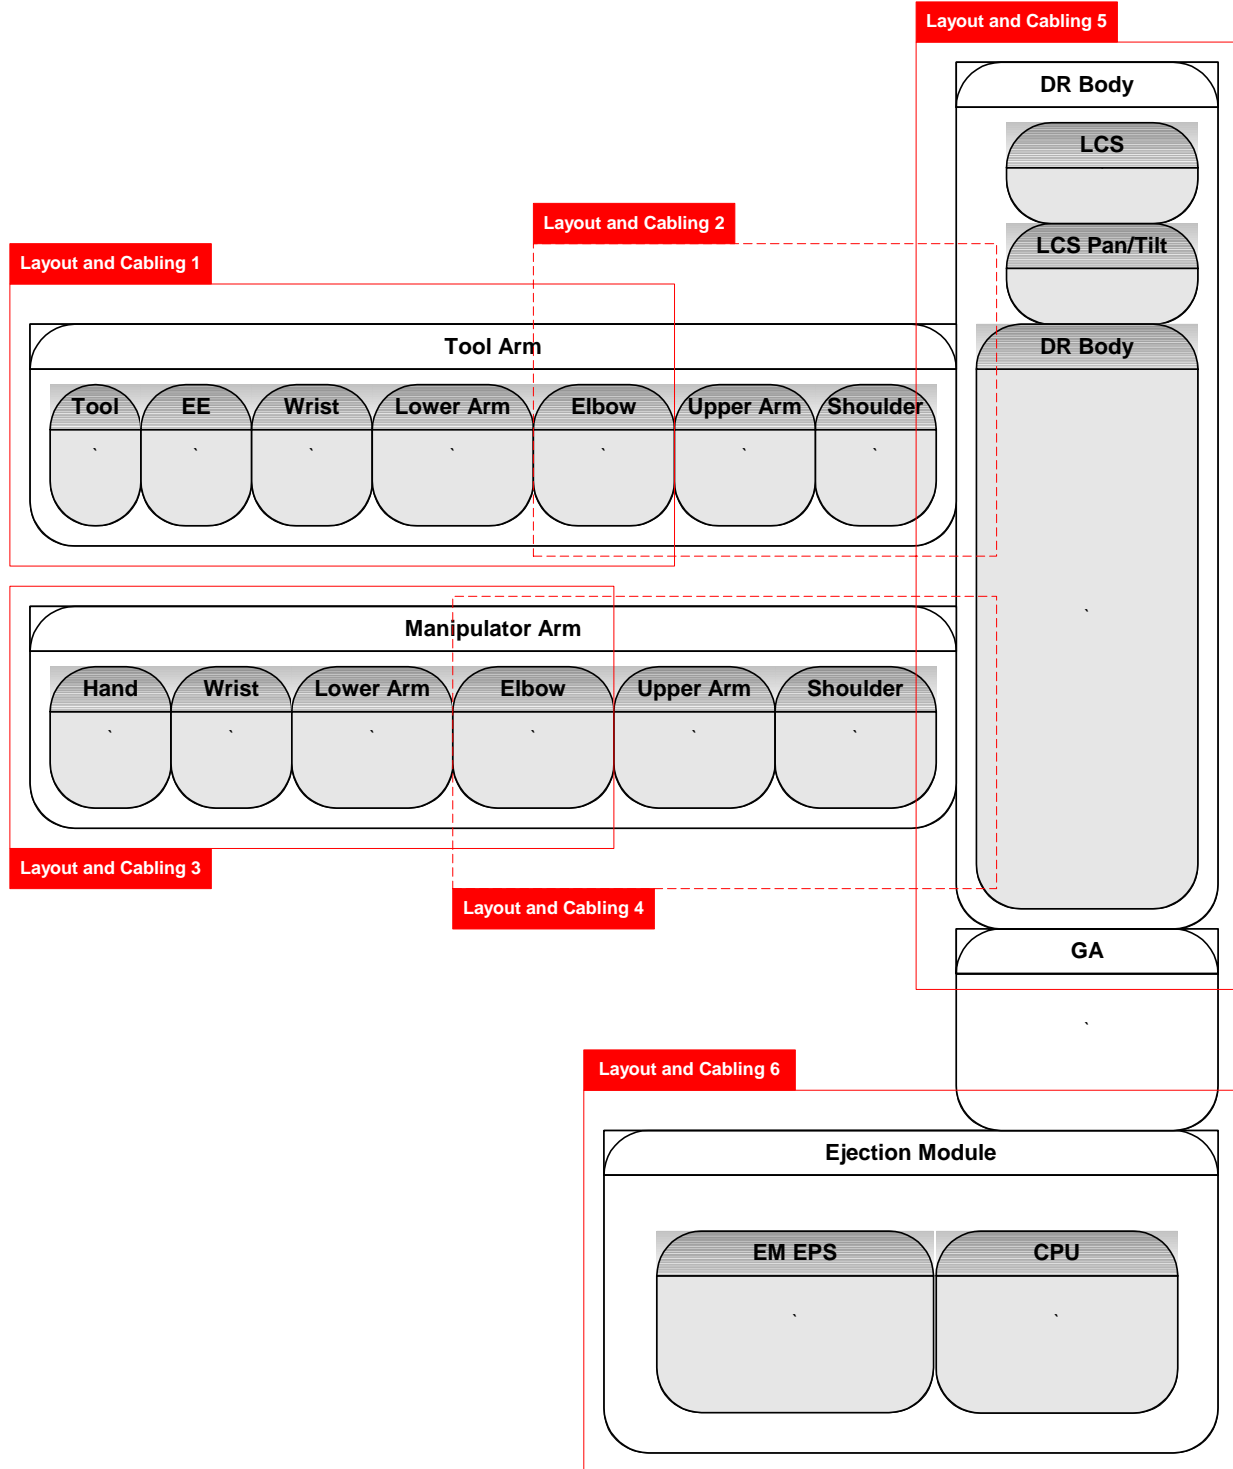 Layout and Cabling 5
DR Body
LCS
Layout and Cabling 2
LCS Pan/Tilt
Layout and Cabling 1
Tool Arm
DR Body
Tool EE Wrist Lower Arm Elbow Upper Arm Shoulder
` ` ` ` ` ` `
`
Manipulator Arm
Hand Wrist Lower Arm Elbow Upper Arm Shoulder
` ` ` ` ` `
Layout and Cabling 3
Layout and Cabling 4
GA
`
Layout and Cabling 6
Ejection Module
EM EPS CPU
` `